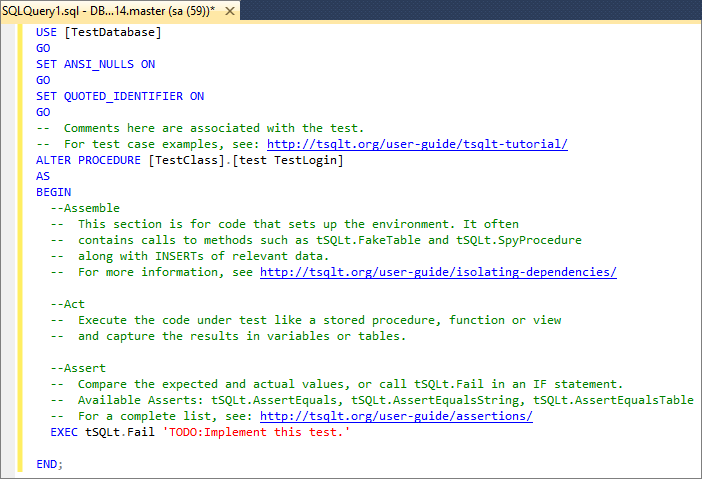 SQLQuery1.sql - DB...14.master (sa (59))*
USE [TestDatabase]
GO
SET ANSI_NULLS ON
GO
SET QUOTED_IDENTIFIER ON
GO
--  Comments here are associated with the test.
--  For test case examples, see: http://tsqlt.org/user-guide/tsqlt-tutorial/
ALTER PROCEDURE [TestClass].[test TestLogin]
AS
BEGIN
  --Assemble
  --  This section is for code that sets up the environment. It often
  --  contains calls to methods such as tSQLt.FakeTable and tSQLt.SpyProcedure
  --  along with INSERTs of relevant data.
  --  For more information, see http://tsqlt.org/user-guide/isolating-dependencies/
  --Act
  --  Execute the code under test like a stored procedure, function or view
  --  and capture the results in variables or tables.
  --Assert
  --  Compare the expected and actual values, or call tSQLt.Fail in an IF statement.
  --  Available Asserts: tSQLt.AssertEquals, tSQLt.AssertEqualsString, tSQLt.AssertEqualsTable
  --  For a complete list, see: http://tsqlt.org/user-guide/assertions/
  EXEC tSQLt.Fail 'TODO:Implement this test.'
END;